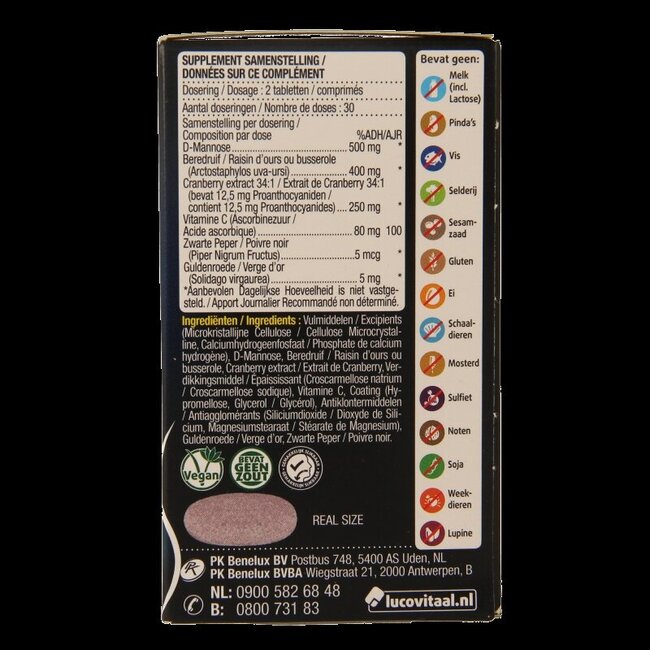 SUPPLEMENT SAMENSTELLING /
DONNÉES SUR CE COMPLÉMENT
Dosering / Dosage : 2 tabletten / comprimés
Aantal doseringen / Nombre de doses : 30
Samenstelling per dosering /
Composition par dose %ADH/AJR
D-Mannose 500 mg *
Beredruif / Raisin d'ours ou busserole
(Arctostaphylos uva-ursi) 400 mg *
Cranberry extract 34:1 / Extrait de Cranberry 34:1
(bevat 12,5 mg Proanthocyanidines /
contient 12,5 mg Proanthocyanides) 250 mg *
Vitamine C (Ascorbinezuur /
Acide ascorbique) 80 mg 100
Zwarte Peper / Poivre noir
(Piper Nigrum Fructus) 5 mcg *
Guldenroede / Verge d'or
(Solidago virgaurea) 5 mg *
*Aanbevolen Dagelijkse Hoeveelheid is niet vastge-
steld. / Apport Journalier Recommandé non déterminé.
Ingrediënten / Ingredients : Vulmiddelen / Excipients
(Microkristallijne Cellulose / Cellulose Microcrystal-
line, Calciumhydrogeenfosfaat / Phosphate de calcium
hydrogène), D-Mannose, Beredruif / Raisin d'ours ou
busserole, Cranberry extract / Extrait de Cranberry, Ver-
dikkingsmiddel / Épaississant (Croscarmellose natrium
/ Croscarmellose sodique), Vitamine C, Coating (Hy-
promellose, Glycerol / Glycérol), Antiklontermiddelen
/ Antiagglomérants (Siliciumdioxide / Dioxyde de Sili-
cium, Magnesiumstearaat / Stéarate de Magnesium),
Guldenroede / Verge d'or, Zwarte Peper / Poivre noir.
Vegan
BEVAT
GEEN
ZOUT
REAL SIZE
PK Benelux BV Postbus 748, 5400 AS Uden, NL
PK Benelux BVBA Wiegstraat 21, 2000 Antwerpen, B
NL: 0900 582 68 48
B: 0800 731 83
lucovitaal.nl
Bevat geen:
Melk
(incl.
Lactose)
Pinda's
Vis
Selderij
Sesam-
zaad
Gluten
Ei
Schaal-
dieren
Mosterd
Sulfiet
Noten
Soja
Week-
dieren
Lupine